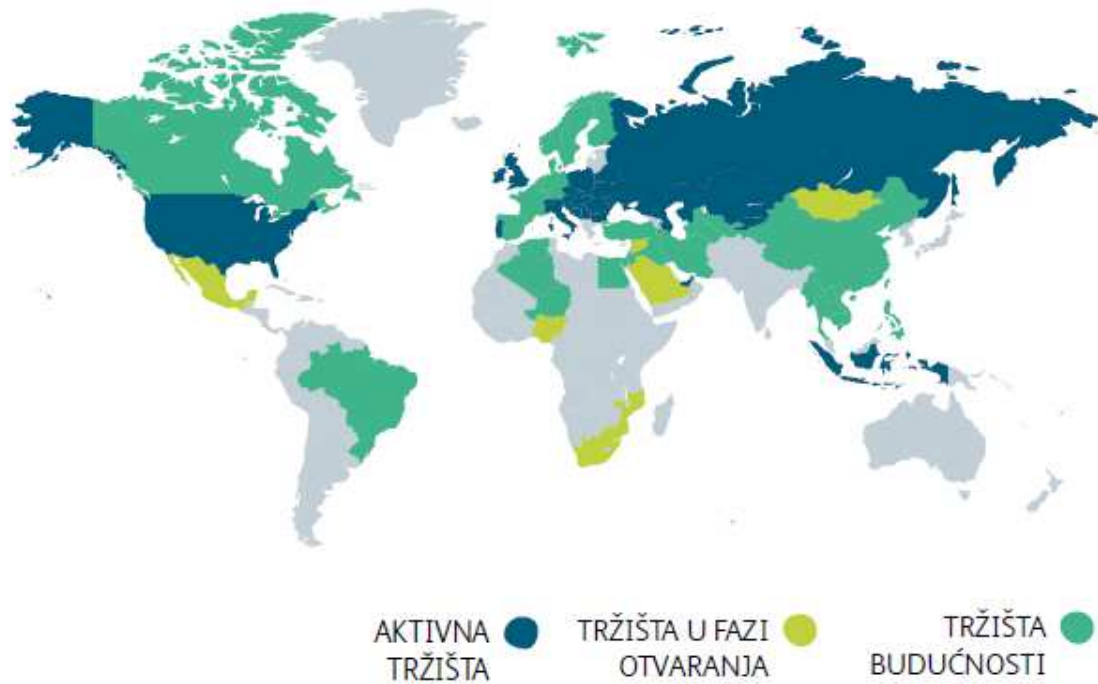 AKTIVNA
TRŽIŠTA
TRŽIŠTA U FAZI
OTVARANJA
TRŽIŠTA
BUDUĆNOSTI